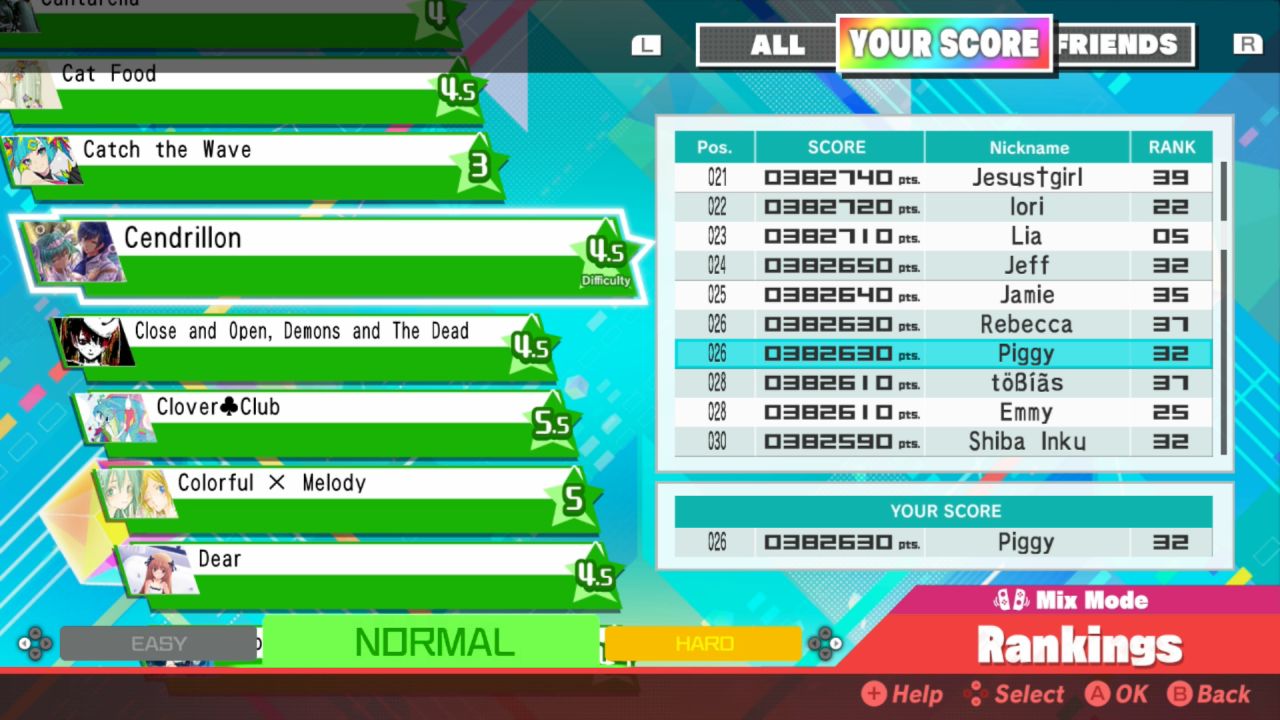 4
L
ALL
YOUR SCORE
FRIENDS
R
Cat Food
4.5
Catch the Wave
3
Cendrillon
4.5
Difficulty
Close and Open, Demons and The Dead
4.5
Clover♣Club
5.5
Colorful × Melody
5
Dear
4.5
Pos. SCORE Nickname RANK
021 0382740 pts. Jesus†girl 39
022 0382720 pts. Iori 22
023 0382710 pts. Lia 05
024 0382650 pts. Jeff 32
025 0382640 pts. Jamie 35
026 0382630 pts. Rebecca 37
026 0382630 pts. Piggy 32
028 0382610 pts. tößíãs 37
028 0382610 pts. Emmy 25
030 0382590 pts. Shiba Inku 32
YOUR SCORE
026 0382630 pts. Piggy 32
Mix Mode
Rankings
EASY
NORMAL
HARD
+ Help Select A OK B Back